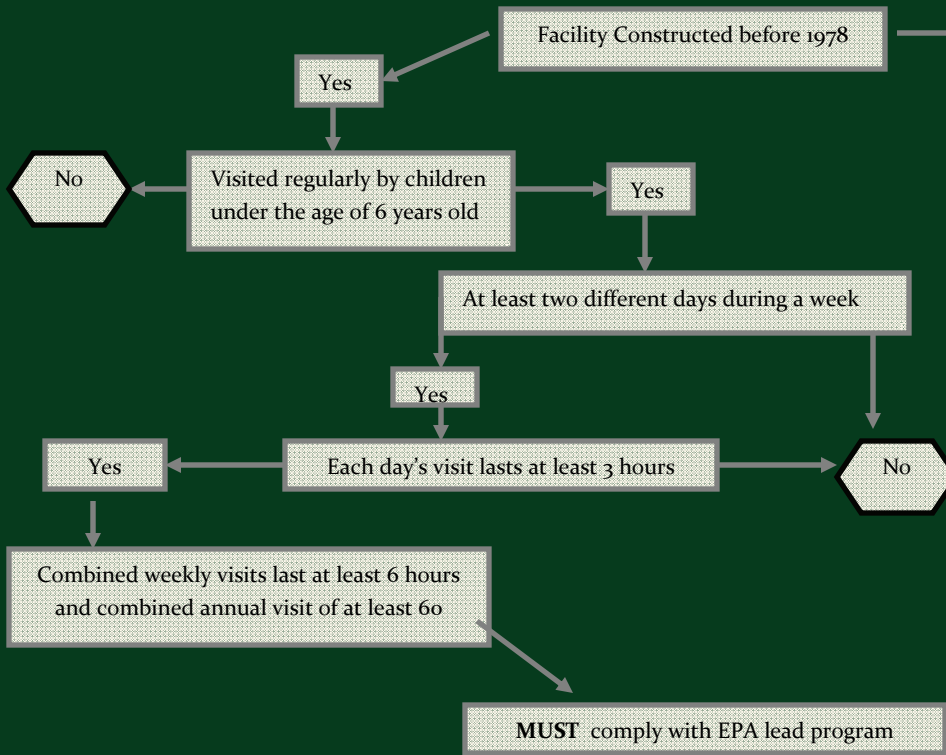 Facility Constructed before 1978
Yes
No
Visited regularly by children
under the age of 6 years old
Yes
At least two different days during a week
Yes
Yes
Each day's visit lasts at least 3 hours
No
Combined weekly visits last at least 6 hours
and combined annual visit of at least 60
MUST comply with EPA lead program